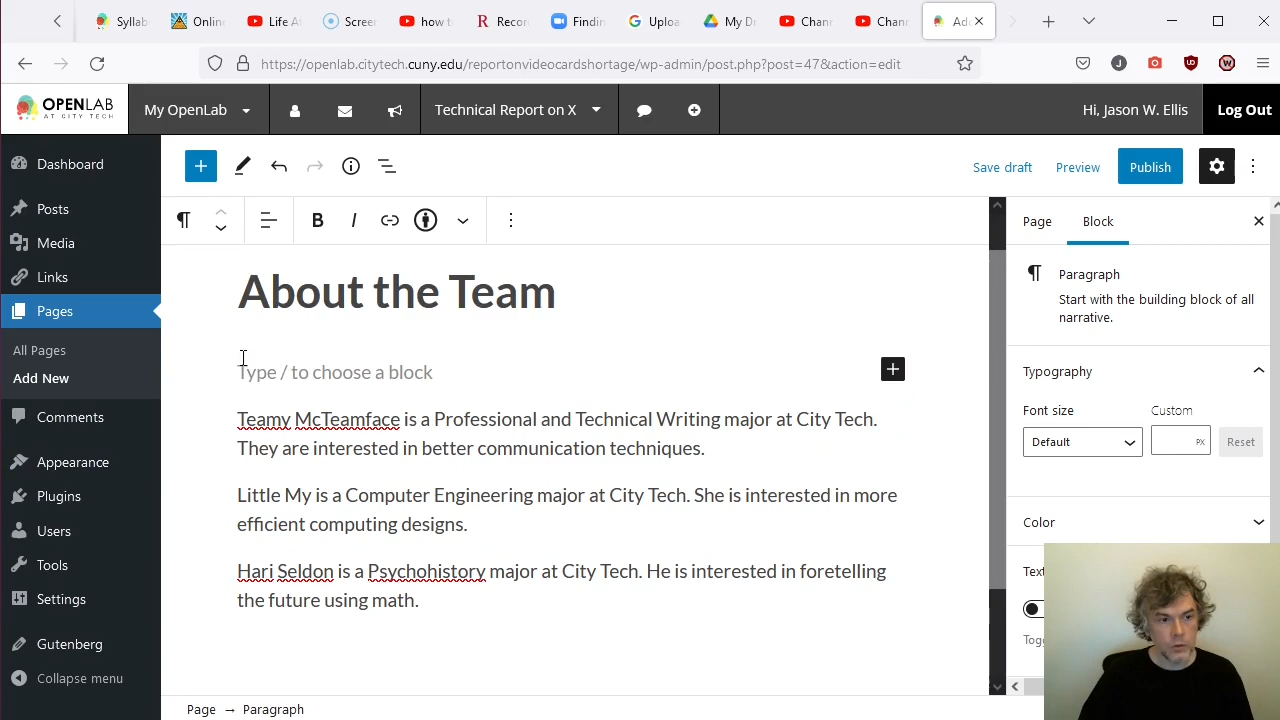 Syllab
Online
Life A
Screer
how t
Recor
Findin
Uploa
My Dr
Chan
Chan
Add
https://openlab.citytech.cuny.edu/reportonvideocardshortage/wp-admin/post.php?post=47&action=edit
OPENLAB
AT CITY TECH
My OpenLab
Technical Report on X
Hi, Jason W. Ellis
Log Out
Dashboard
Posts
Media
Links
Pages
All Pages
Add New
Comments
Appearance
Plugins
Users
Tools
Settings
Gutenberg
Collapse menu
Save draft
Preview
Publish
B
I
About the Team
Type / to choose a block
Teamy McTeamface is a Professional and Technical Writing major at City Tech.
They are interested in better communication techniques.
Little My is a Computer Engineering major at City Tech. She is interested in more
efficient computing designs.
Hari Seldon is a Psychohistory major at City Tech. He is interested in foretelling
the future using math.
Page → Paragraph
Page
Block
Paragraph
Start with the building block of all
narrative.
Typography
Font size
Custom
Default
PX
Reset
Color
Text
Togg